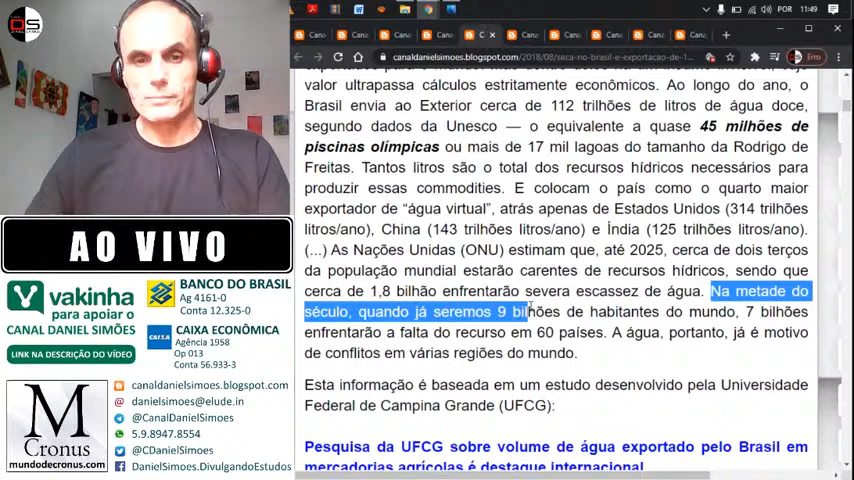 POR 11:49
canaldanielsimoes.blogspot.com/2018/08/seca-no-brasil-e-exportacao-de-1...
valor ultrapassa cálculos estritamente econômicos. Ao longo do ano, o
Brasil envia ao Exterior cerca de 112 trilhões de litros de água doce,
segundo dados da Unesco — o equivalente a quase 45 milhões de
piscinas olímpicas ou mais de 17 mil lagoas do tamanho da Rodrigo de
Freitas. Tantos litros são o total dos recursos hídricos necessários para
produzir essas commodities. E colocam o país como o quarto maior
exportador de “água virtual”, atrás apenas de Estados Unidos (314 trilhões
litros/ano), China (143 trilhões litros/ano) e Índia (125 trilhões litros/ano).
(...) As Nações Unidas (ONU) estimam que, até 2025, cerca de dois terços
da população mundial estarão carentes de recursos hídricos, sendo que
cerca de 1,8 bilhão enfrentarão severa escassez de água. Na metade do
século, quando já seremos 9 bilhões de habitantes do mundo, 7 bilhões
enfrentarão a falta do recurso em 60 países. A água, portanto, já é motivo
de conflitos em várias regiões do mundo.
Esta informação é baseada em um estudo desenvolvido pela Universidade
Federal de Campina Grande (UFCG):
Pesquisa da UFCG sobre volume de água exportado pelo Brasil em
mercadorias agrícolas é destaque internacional
AO VIVO
vakinha
para apoiar o
CANAL DANIEL SIMÕES
LINK NA DESCRIÇÃO DO VÍDEO
BANCO DO BRASIL
Ag 4161-0
Conta 12.325-0
CAIXA
CAIXA ECONÔMICA
Agência 1958
Op 013
Conta 56.933-3
M
Cronus
mundodecronus.com
canaldanielsimoes.blogspot.com
danielsimoes@elude.in
@CanalDanielSimoes
5.9.8947.8554
@CDanielSimoes
DanielSimoes.DivulgandoEstudos